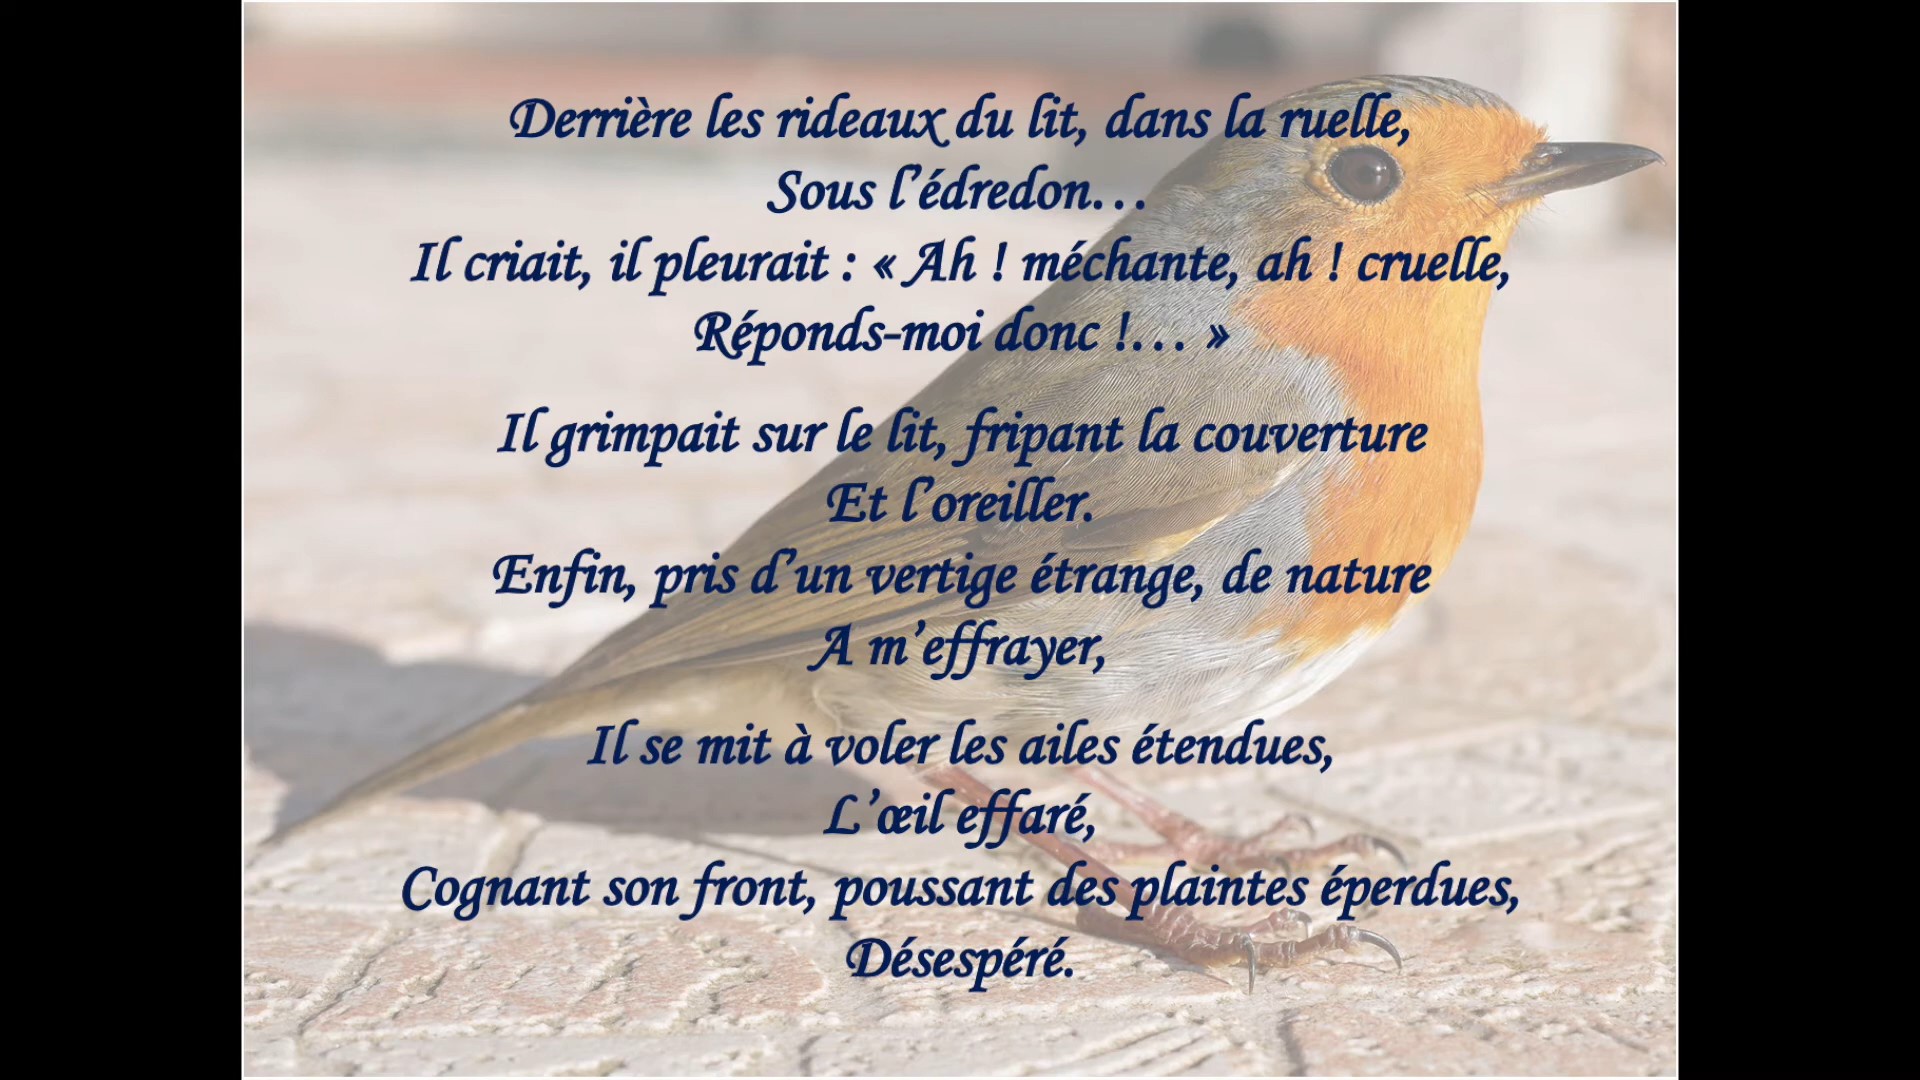 Derrière les rideaux du lit, dans la ruelle,
Sous l’édredon…
Il criait, il pleurait : « Ah ! méchante, ah ! cruelle,
Réponds-moi donc !… »
Il grimpait sur le lit, fripant la couverture
Et l’oreiller.
Enfin, pris d’un vertige étrange, de nature
A m’effrayer,
Il se mit à voler les ailes étendues,
L’œil effaré,
Cognant son front, poussant des plaintes éperdues,
Désespéré.